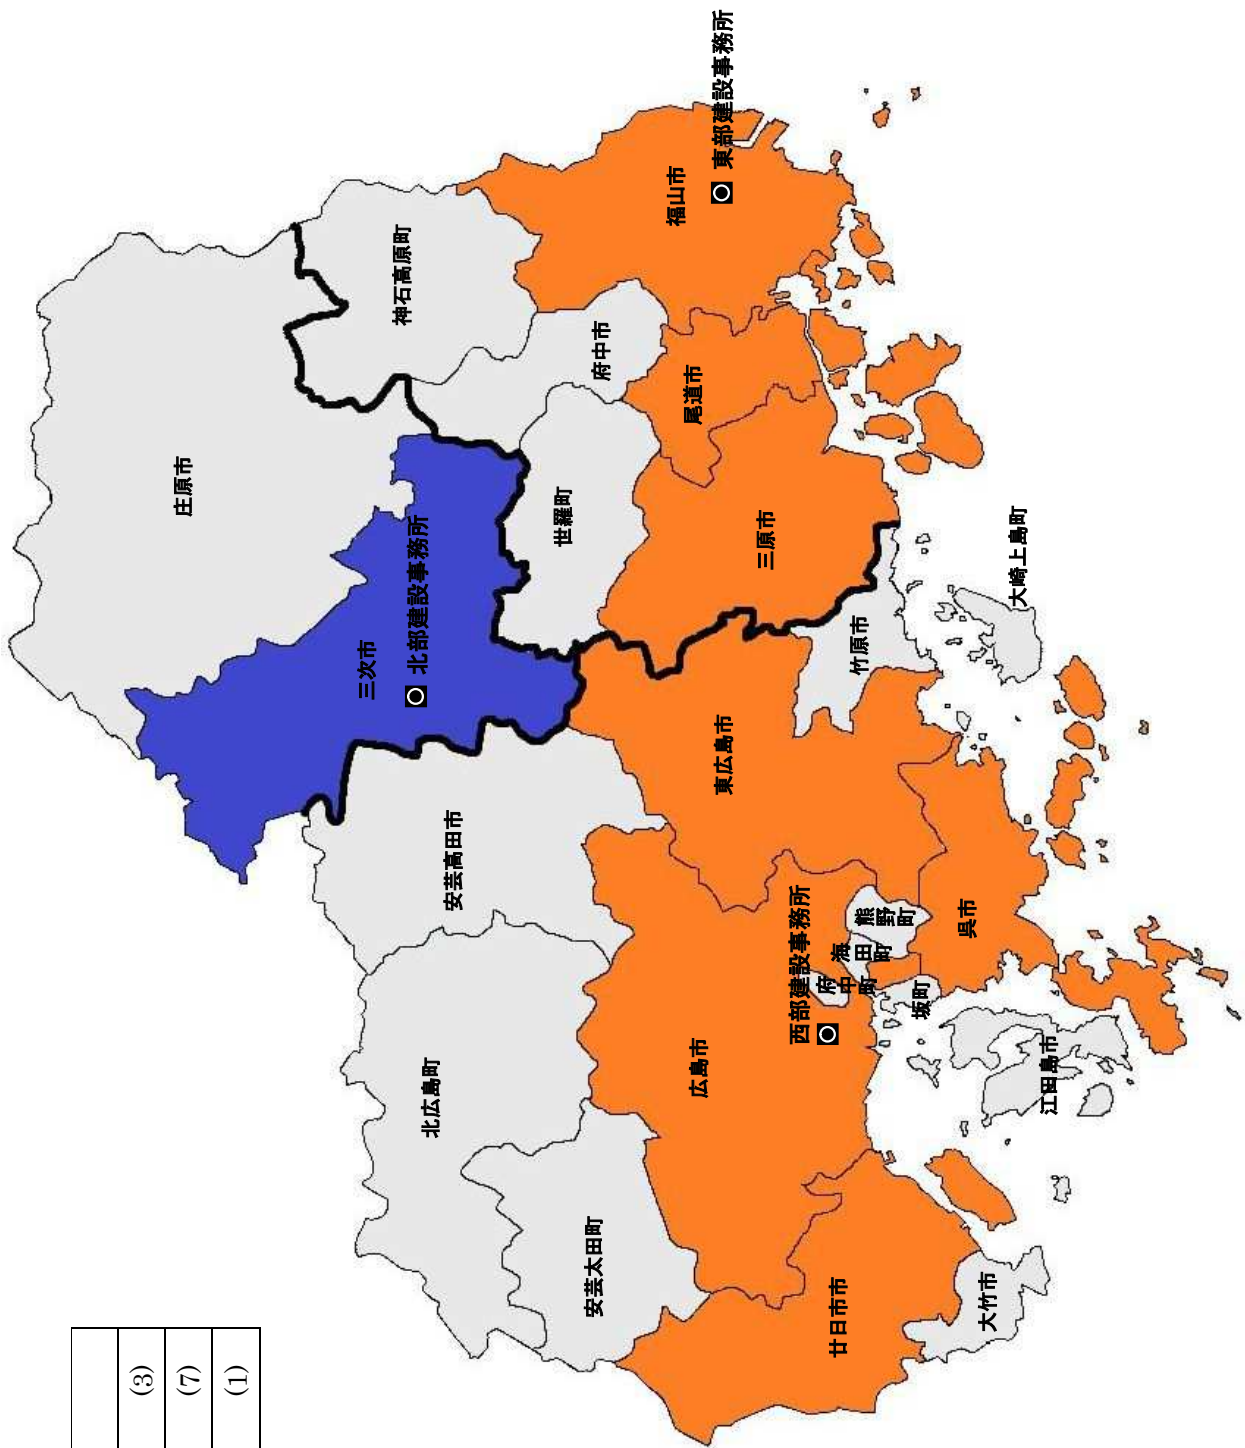 庄原市
神石高原町
三次市
北部建設事務所
府中市
世羅町
福山市
東部建設事務所
尾道市
三原市
安芸高田市
東広島市
竹原市
大崎上島町
北広島町
広島市
西部建設事務所
熊野町
海田町
府中町
坂町
呉市
江田島市
安芸太田町
廿日市市
大竹市
(3)
(7)
(1)